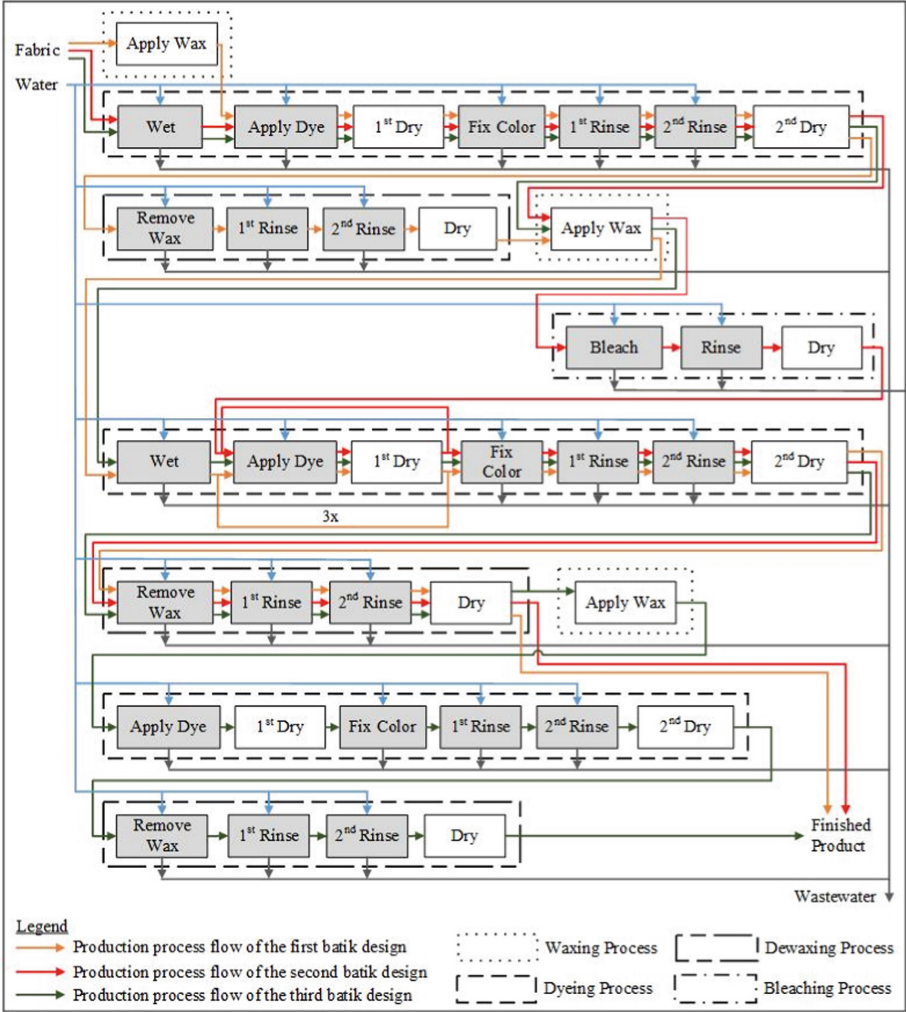 Apply Wax
Fabric
Water
Wet
Apply Dye
1st Dry
Fix Color
1st Rinse
2nd Rinse
2nd Dry
Remove
Wax
1st Rinse
2nd Rinse
Dry
Apply Wax
Bleach
Rinse
Dry
Wet
Apply Dye
1st Dry
Fix
Color
1st Rinse
2nd Rinse
2nd Dry
3x
Remove
Wax
1st Rinse
2nd Rinse
Dry
Apply Wax
Apply Dye
1st Dry
Fix Color
1st Rinse
2nd Rinse
2nd Dry
Remove
Wax
1st Rinse
2nd Rinse
Dry
Finished
Product
Wastewater
Legend
Production process flow of the first batik design
Production process flow of the second batik design
Production process flow of the third batik design
Waxing Process
Dewaxing Process
Dyeing Process
Bleaching Process